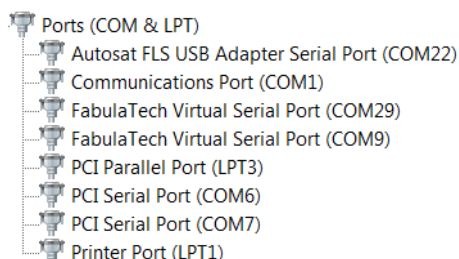 Ports (COM & LPT)
Autosat FLS USB Adapter Serial Port (COM22)
Communications Port (COM1)
FabulaTech Virtual Serial Port (COM29)
FabulaTech Virtual Serial Port (COM9)
PCI Parallel Port (LPT3)
PCI Serial Port (COM6)
PCI Serial Port (COM7)
Printer Port (LPT1)